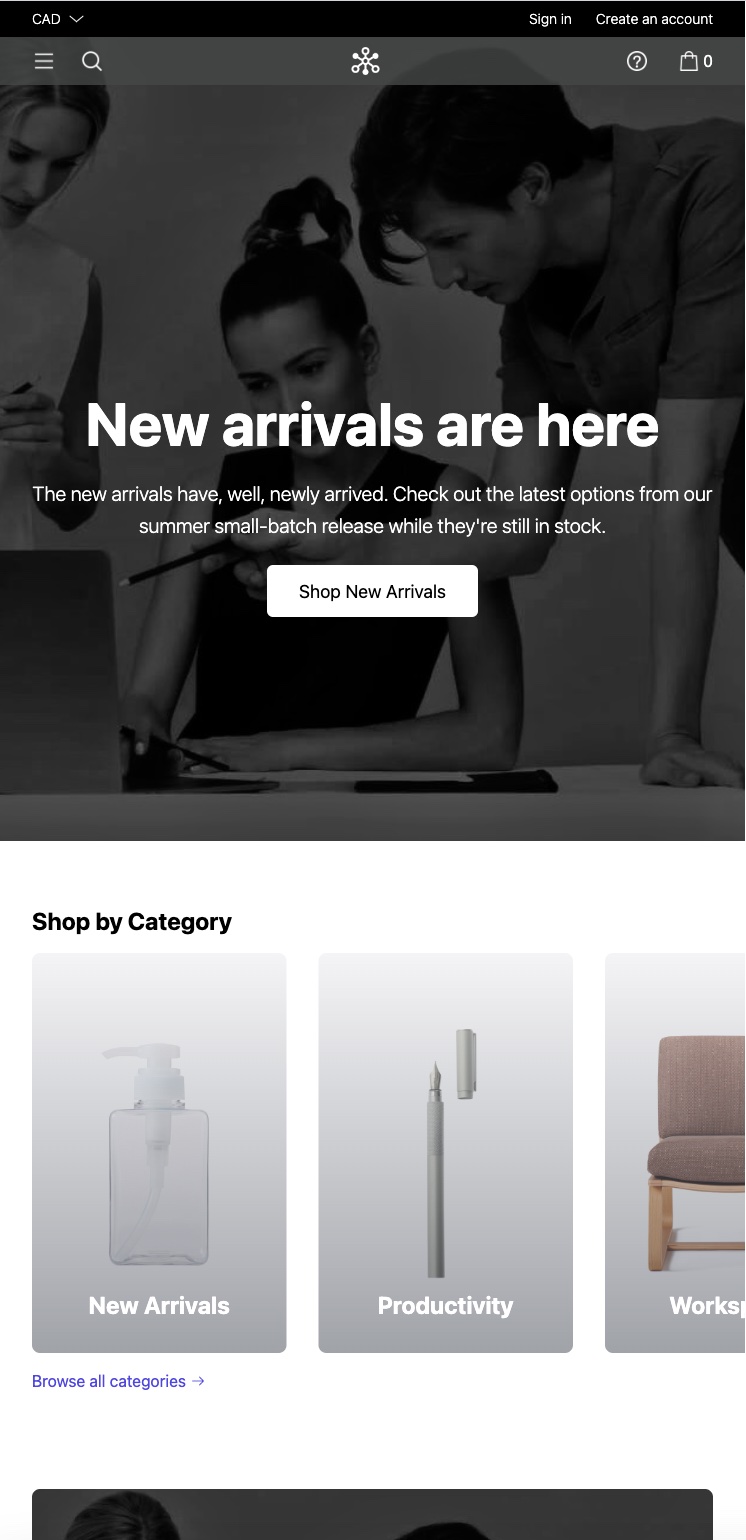 CAD
Sign in
Create an account
0
New arrivals are here
The new arrivals have, well, newly arrived. Check out the latest options from our
summer small-batch release while they're still in stock.
Shop New Arrivals
Shop by Category
New Arrivals
Productivity
Worksp
Browse all categories →